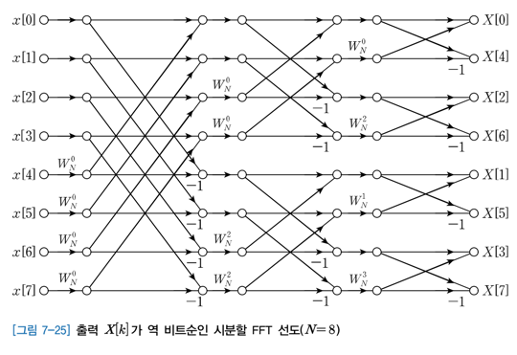 x[0] X[0]
x[1] W_N^0 X[4] -1
x[2] W_N^0 -1 X[2]
x[3] W_N^0 -1 W_N^2 X[6] -1
x[4] W_N^0 -1 X[1]
x[5] W_N^0 -1 W_N^1 X[5] -1
x[6] W_N^0 -1 W_N^2 -1 X[3]
x[7] W_N^0 -1 W_N^2 -1 W_N^3 X[7] -1
[그림 7-25] 출력 X[k]가 역 비트순인 시분할 FFT 선도(N=8)